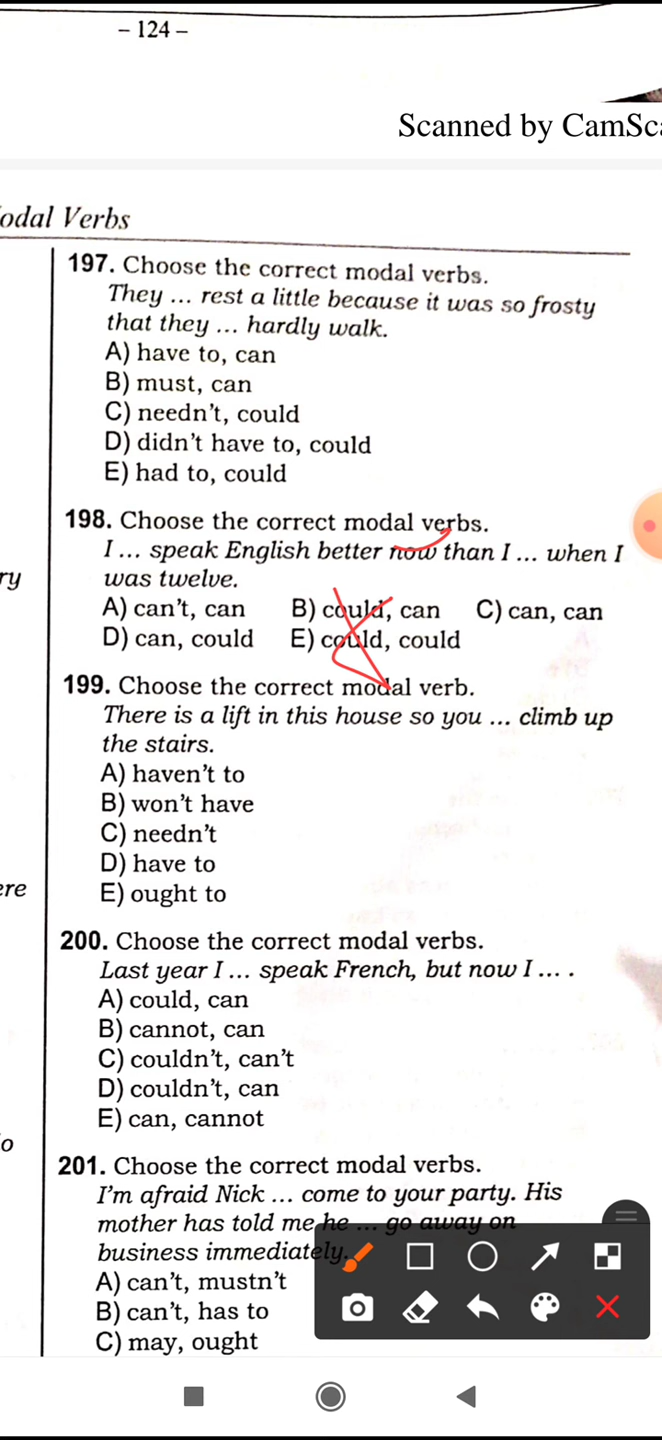 – 124 –
Scanned by CamSca
odal Verbs
197. Choose the correct modal verbs.
They ... rest a little because it was so frosty
that they ... hardly walk.
A) have to, can
B) must, can
C) needn't, could
D) didn't have to, could
E) had to, could
198. Choose the correct modal verbs.
I ... speak English better now than I ... when I
was twelve.
A) can't, can B) could, can C) can, can
D) can, could E) could, could
199. Choose the correct modal verb.
There is a lift in this house so you ... climb up
the stairs.
A) haven't to
B) won't have
C) needn't
D) have to
E) ought to
200. Choose the correct modal verbs.
Last year I ... speak French, but now I ... .
A) could, can
B) cannot, can
C) couldn't, can't
D) couldn't, can
E) can, cannot
201. Choose the correct modal verbs.
I'm afraid Nick ... come to your party. His
mother has told me he ... go away on
business immediately.
A) can't, mustn't
B) can't, has to
C) may, ought
ry
ere
o